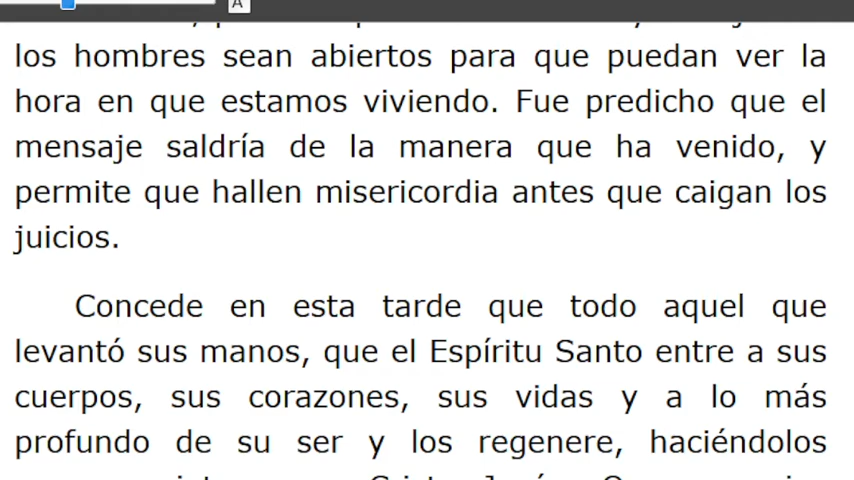 A
los hombres sean abiertos para que puedan ver la
hora en que estamos viviendo. Fue predicho que el
mensaje saldría de la manera que ha venido, y
permite que hallen misericordia antes que caigan los
juicios.
Concede en esta tarde que todo aquel que
levantó sus manos, que el Espíritu Santo entre a sus
cuerpos, sus corazones, sus vidas y a lo más
profundo de su ser y los regenere, haciéndolos